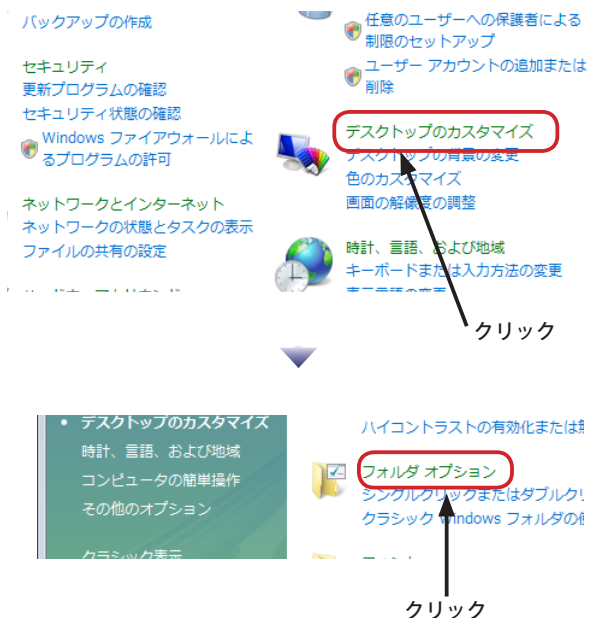 バックアップの作成
セキュリティ
更新プログラムの確認
セキュリティ状態の確認
Windows ファイアウォールによ
るプログラムの許可
ネットワークとインターネット
ネットワークの状態とタスクの表示
ファイルの共有の設定
任意のユーザーへの保護者による
制限のセットアップ
ユーザー アカウントの追加または
削除
デスクトップのカスタマイズ
デスクトップの背景の変更
色のカスタマイズ
画面の解像度の調整
時計、言語、および地域
キーボードまたは入力方法の変更
クリック
• デスクトップのカスタマイズ
時計、言語、および地域
コンピュータの簡単操作
その他のオプション
クラシック表示
ハイコントラストの有効化または
フォルダ オプション
シングルクリックまたはダブルク
クラシック Windows フォルダの
クリック